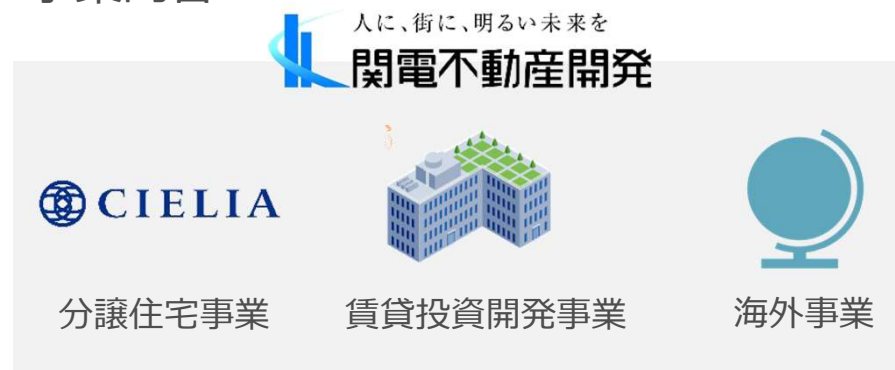 人に、街に、明るい未来を
関電不動産開発
CIELIA
分譲住宅事業
賃貸投資開発事業
海外事業